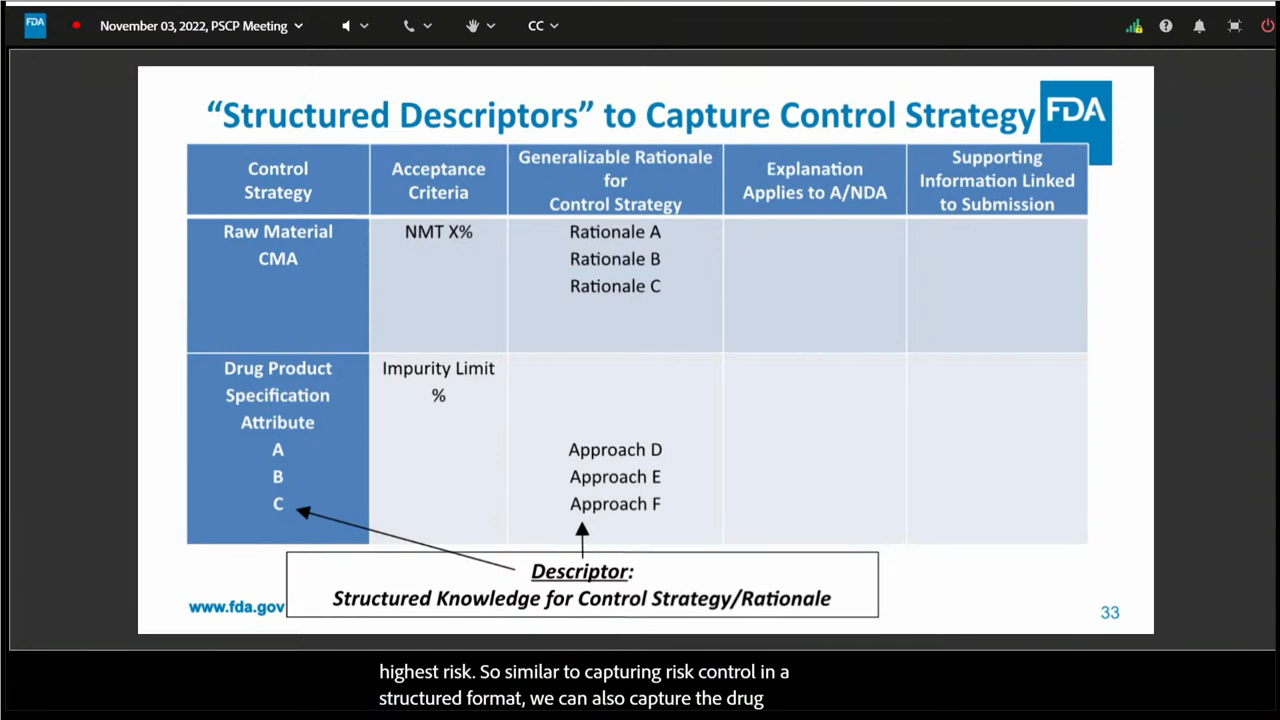 FDA
November 03, 2022, PSCP Meeting
CC
"Structured Descriptors" to Capture Control Strategy
FDA
Control
Strategy
Acceptance
Criteria
Generalizable Rationale
for
Control Strategy
Explanation
Applies to A/NDA
Supporting
Information Linked
to Submission
Raw Material
CMA
NMT X%
Rationale A
Rationale B
Rationale C
Drug Product
Specification
Attribute
A
B
C
Impurity Limit
%
Approach D
Approach E
Approach F
Descriptor:
Structured Knowledge for Control Strategy/Rationale
www.fda.gov
33
highest risk. So similar to capturing risk control in a
structured format, we can also capture the drug